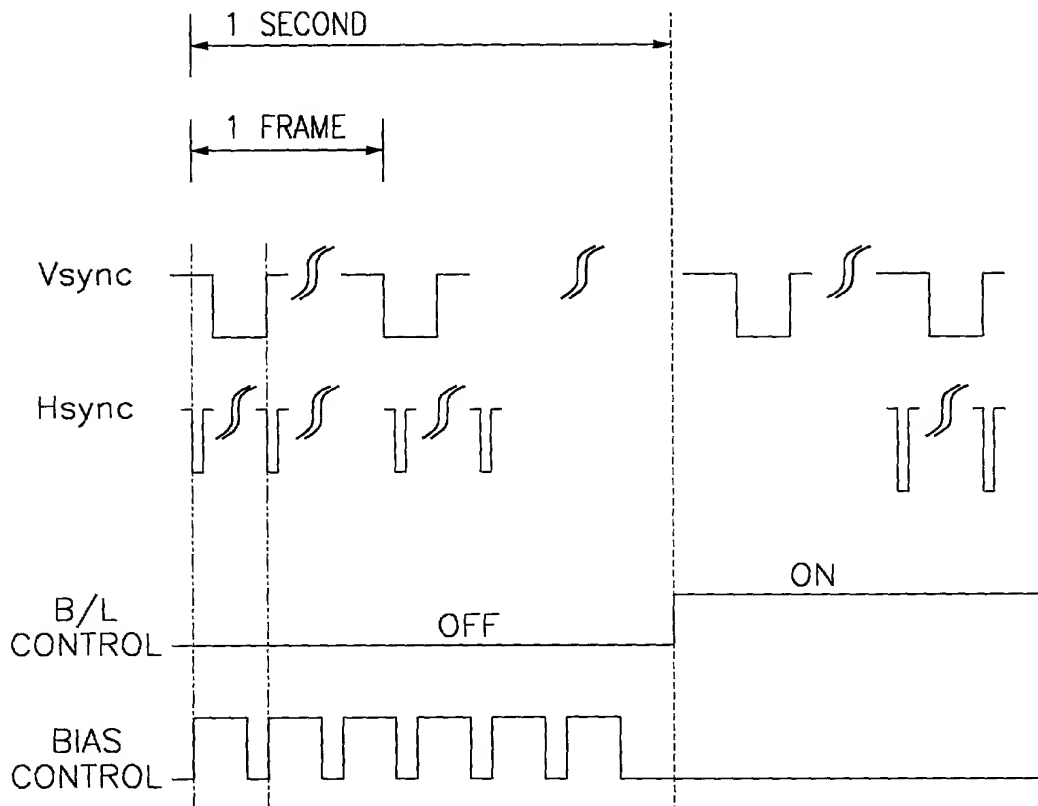 1 SECOND
1 FRAME
Vsync
Hsync
ON
B/L
CONTROL
OFF
BIAS
CONTROL